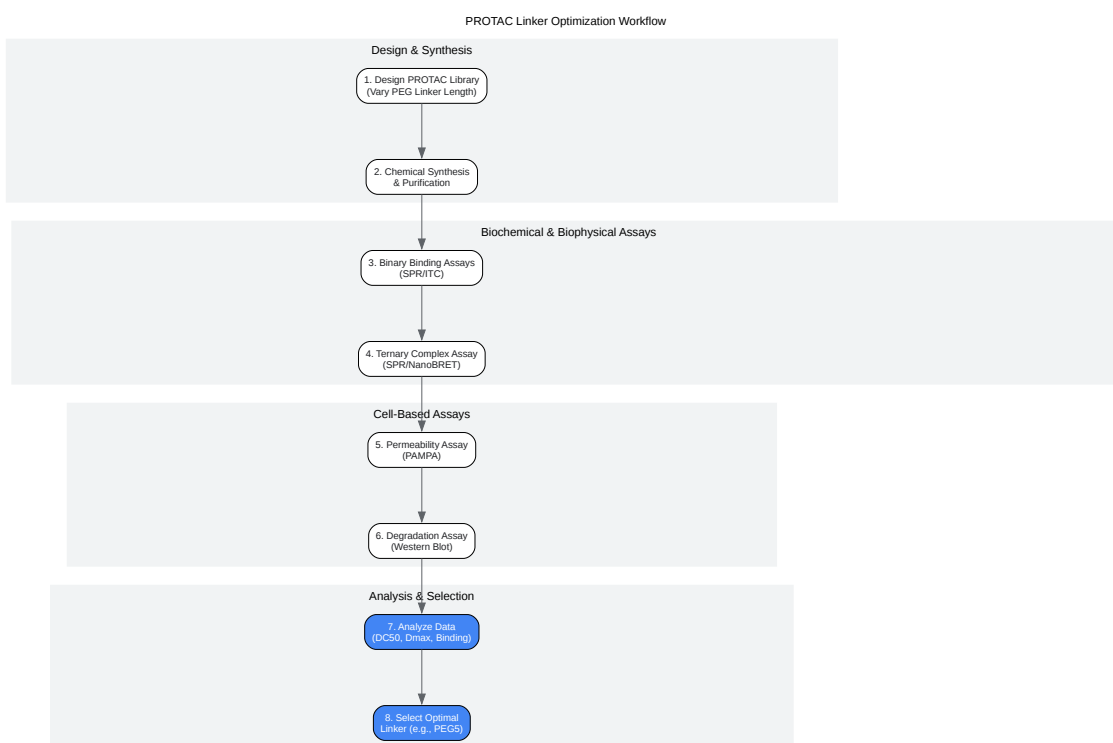 PROTAC Linker Optimization Workflow
Design & Synthesis
1. Design PROTAC Library
(Vary PEG Linker Length)
2. Chemical Synthesis
& Purification
Biochemical & Biophysical Assays
3. Binary Binding Assays
(SPR/ITC)
4. Ternary Complex Assay
(SPR/NanoBRET)
Cell-Based Assays
5. Permeability Assay
(PAMPA)
6. Degradation Assay
(Western Blot)
Analysis & Selection
7. Analyze Data
(DC50, Dmax, Binding)
8. Select Optimal
Linker (e.g., PEG5)